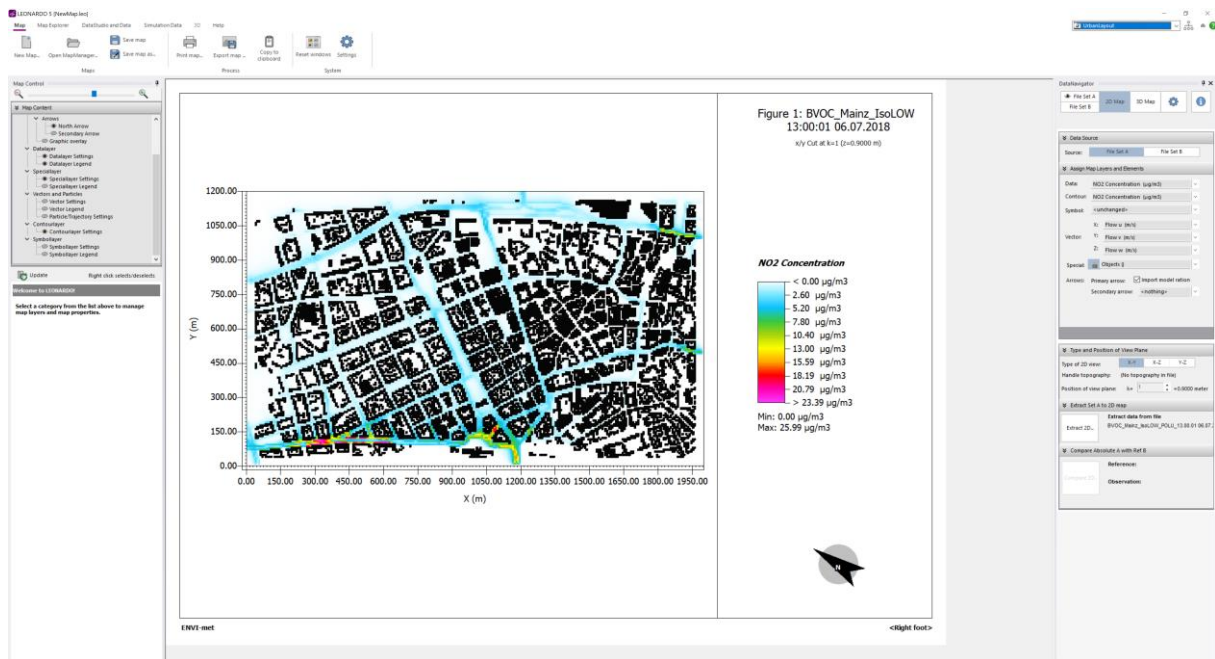 LEONARDO 5 [NewMap.leo]
Map Map Explorer DataStudio and Data Simulation Data 3D Help
UrbanLayout
New Map... Open MapManager... Save map
Save map as...
Print map... Export map ... Copy to clipboard Reset windows Settings
Maps Process System
Map Control
Map Content
Arrows
North Arrow
Secondary Arrow
Graphic overlay
Datalayer
Datalayer Settings
Datalayer Legend
Speciallayer
Speciallayer Settings
Speciallayer Legend
Vectors and Particles
Vector Settings
Vector Legend
Particle/Trajectory Settings
Contourlayer
Contourlayer Settings
Symbollayer
Symbollayer Settings
Symbollayer Legend
Update Right click selects/deselects
Welcome to LEONARDO!
Select a category from the list above to manage
map layers and map properties.
Figure 1: BVOC_Mainz_IsoLOW
13:00:01 06.07.2018
x/y Cut at k=1 (z=0.9000 m)
1200.00
1050.00
900.00
750.00
600.00
450.00
300.00
150.00
0.00
Y (m)
0.00 150.00 300.00 450.00 600.00 750.00 900.00 1050.00 1200.00 1350.00 1500.00 1650.00 1800.00 1950.00
X (m)
NO2 Concentration
< 0.00 µg/m3
2.60 µg/m3
5.20 µg/m3
7.80 µg/m3
10.40 µg/m3
13.00 µg/m3
15.59 µg/m3
18.19 µg/m3
20.79 µg/m3
> 23.39 µg/m3
Min: 0.00 µg/m3
Max: 25.99 µg/m3
N
ENVI-met <Right foot>
DataNavigator
File Set A
File Set B
2D Map 3D Map
Data Source
Source: File Set A File Set B
Assign Map Layers and Elements
Data: NO2 Concentration (µg/m3)
Contour: NO2 Concentration (µg/m3)
Symbol: <unchanged>
X: Flow u (m/s)
Vector: Y: Flow v (m/s)
Z: Flow w (m/s)
Special: Objects ()
Arrows: Primary arrow: Import model rotation
Secondary arrow: <nothing>
Type and Position of View Plane
Type of 2D view: X-Y X-Z Y-Z
Handle topography: (No topography in file)
Position of view plane: k= 1 =0.9000 meter
Extract Set A to 2D map
Extract 2D... Extract data from file
BVOC_Mainz_IsoLOW_POLU_13.00.01 06.07.2
Compare Absolute A with Ref B
Compare 2D... Reference:
Observation: